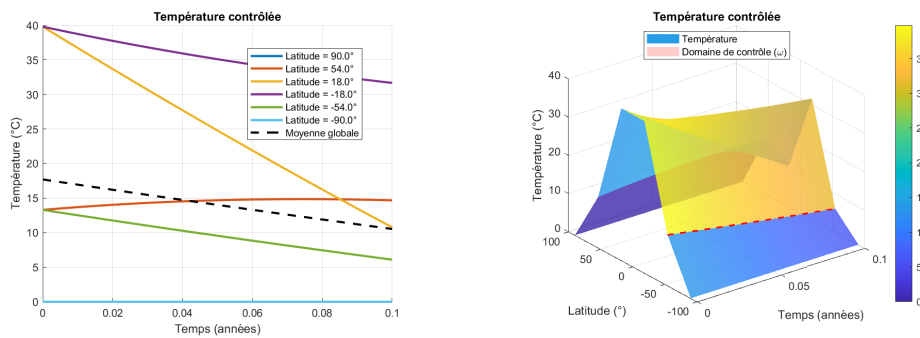 Température contrôlée
40
35
30
25
20
15
10
5
0
Température (°C)
0
0.02
0.04
0.06
0.08
0.1
Temps (années)
Latitude = 90.0°
Latitude = 54.0°
Latitude = 18.0°
Latitude = -18.0°
Latitude = -54.0°
Latitude = -90.0°
Moyenne globale
Température contrôlée
Température
Domaine de contrôle (ω)
40
30
20
10
0
Température (°C)
100
50
0
-50
-100
Latitude (°)
0
0.05
0.1
Temps (années)
5
0